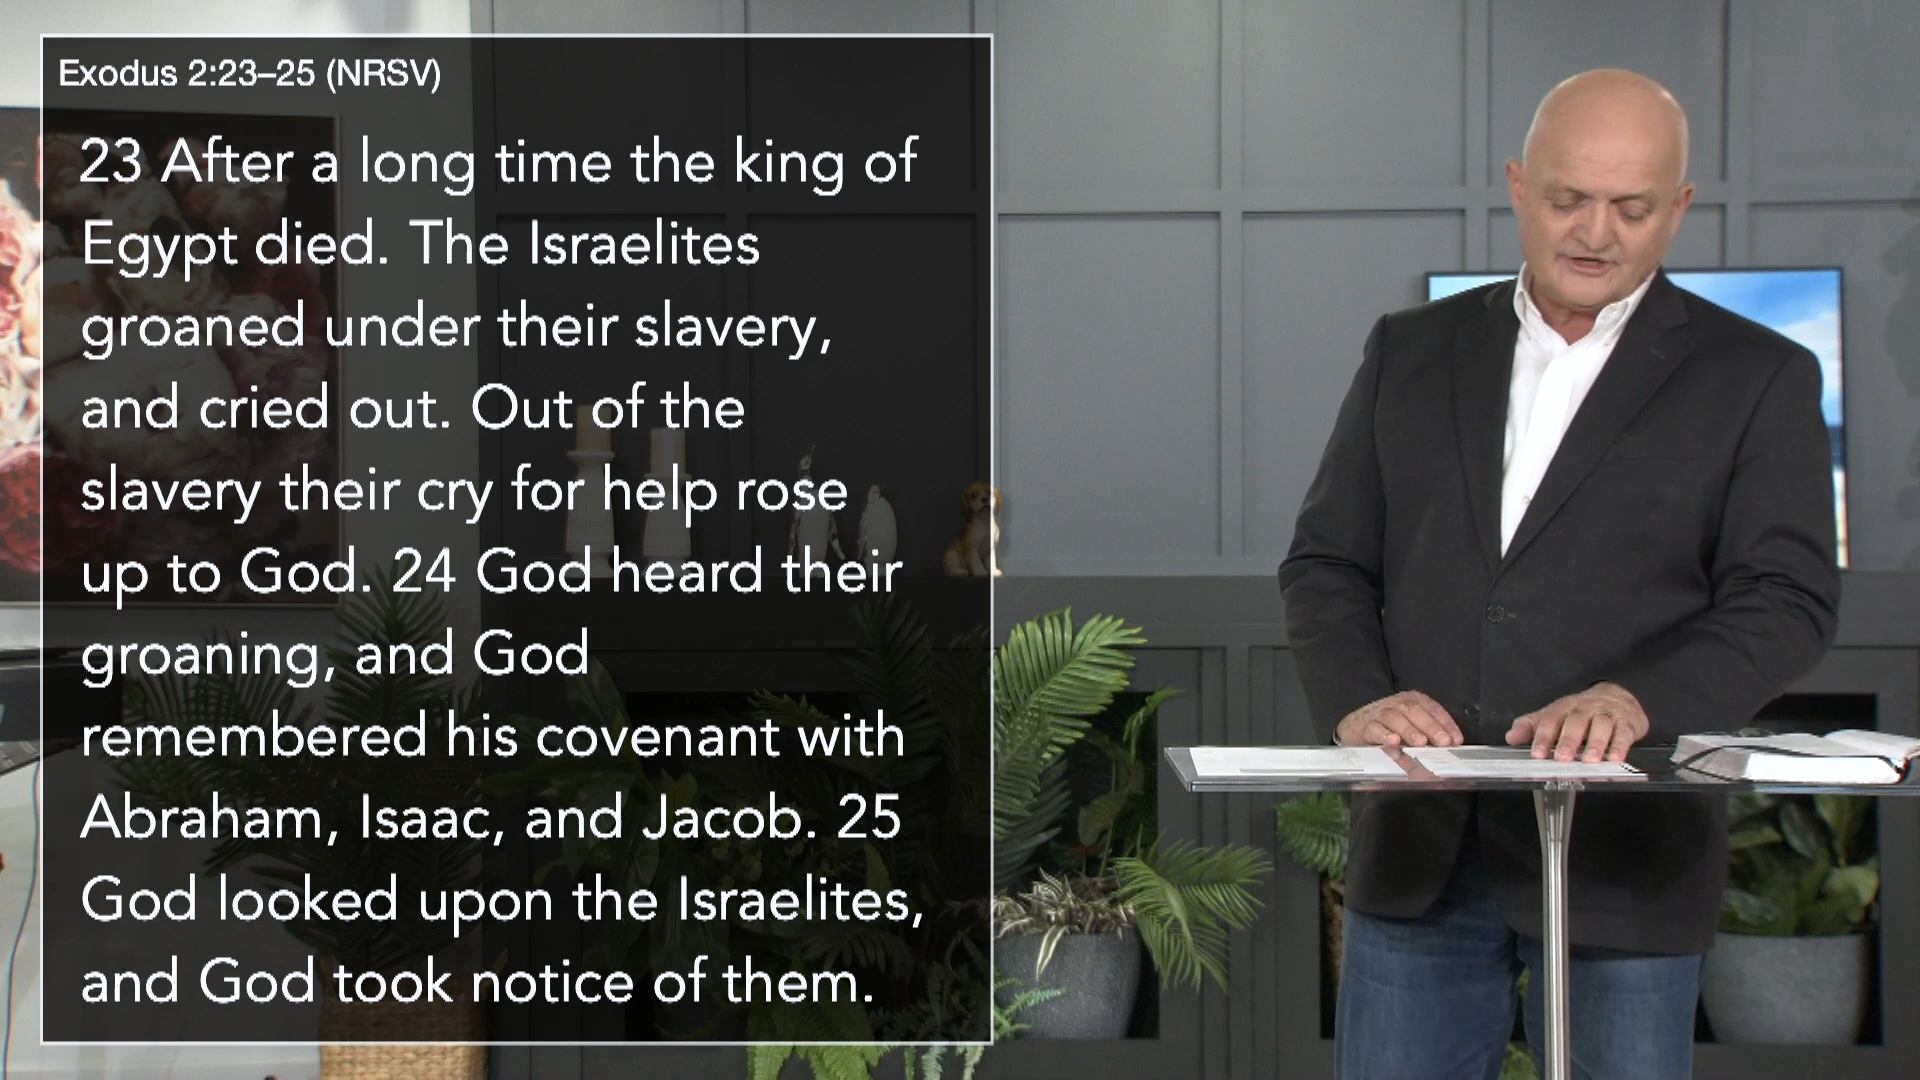 Exodus 2:23–25 (NRSV)
23 After a long time the king of
Egypt died. The Israelites
groaned under their slavery,
and cried out. Out of the
slavery their cry for help rose
up to God. 24 God heard their
groaning, and God
remembered his covenant with
Abraham, Isaac, and Jacob. 25
God looked upon the Israelites,
and God took notice of them.